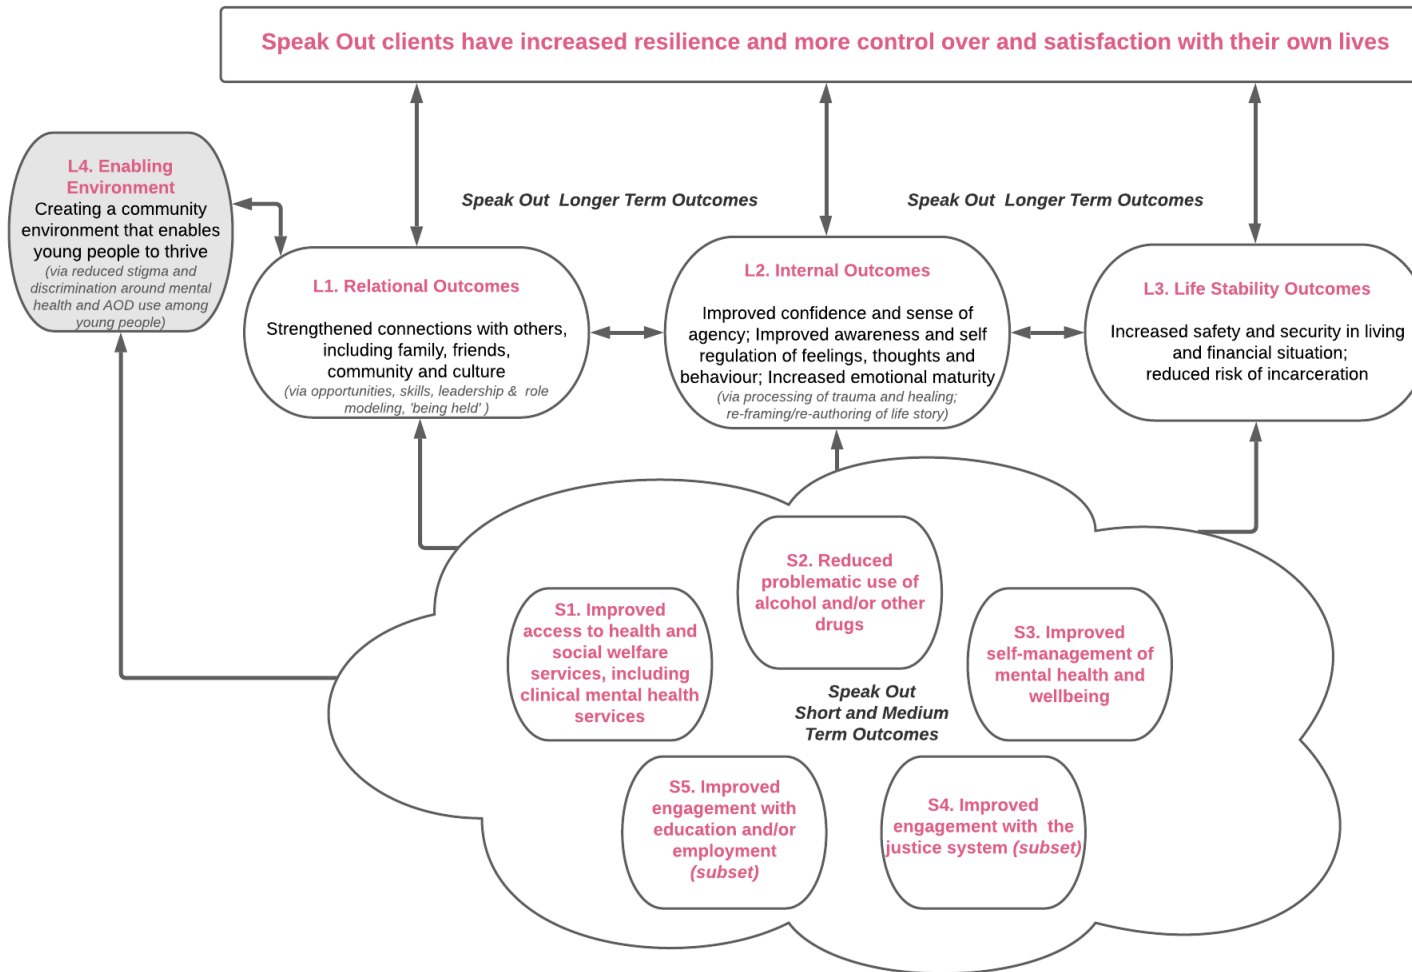 Speak Out clients have increased resilience and more control over and satisfaction with their own lives
L4. Enabling
Environment
Creating a community
environment that enables
young people to thrive
(via reduced stigma and
discrimination around mental
health and AOD use among
young people)
Speak Out  Longer Term Outcomes
Speak Out  Longer Term Outcomes
L1. Relational Outcomes
Strengthened connections with others,
including family, friends,
community and culture
(via opportunities, skills, leadership &  role
modeling, 'being held' )
L2. Internal Outcomes
Improved confidence and sense of
agency; Improved awareness and self
regulation of feelings, thoughts and
behaviour; Increased emotional maturity
(via processing of trauma and healing;
re-framing/re-authoring of life story)
L3. Life Stability Outcomes
Increased safety and security in living
and financial situation;
reduced risk of incarceration
S1. Improved
access to health and
social welfare
services, including
clinical mental health
services
S2. Reduced
problematic use of
alcohol and/or other
drugs
S3. Improved
self-management of
mental health and
wellbeing
Speak Out
Short and Medium
Term Outcomes
S5. Improved
engagement with
education and/or
employment
(subset)
S4. Improved
engagement with  the
justice system (subset)